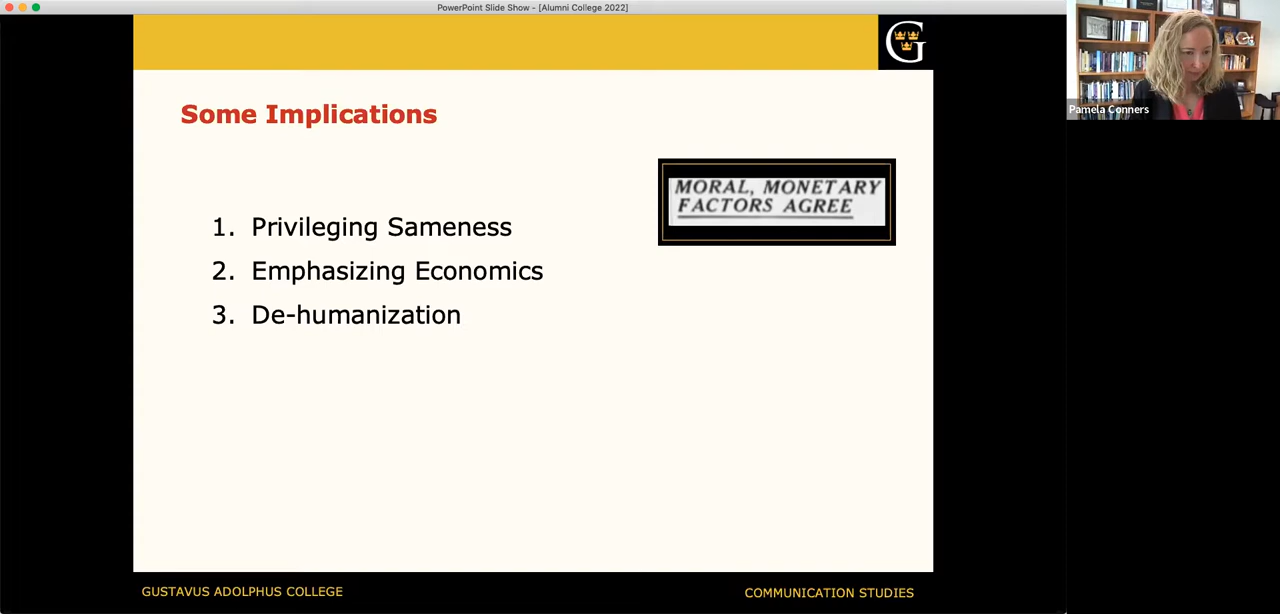 PowerPoint Slide Show - [Alumni College 2022]
G
Pamela Conners
Some Implications
MORAL, MONETARY
FACTORS AGREE
1. Privileging Sameness
2. Emphasizing Economics
3. De-humanization
GUSTAVUS ADOLPHUS COLLEGE
COMMUNICATION STUDIES